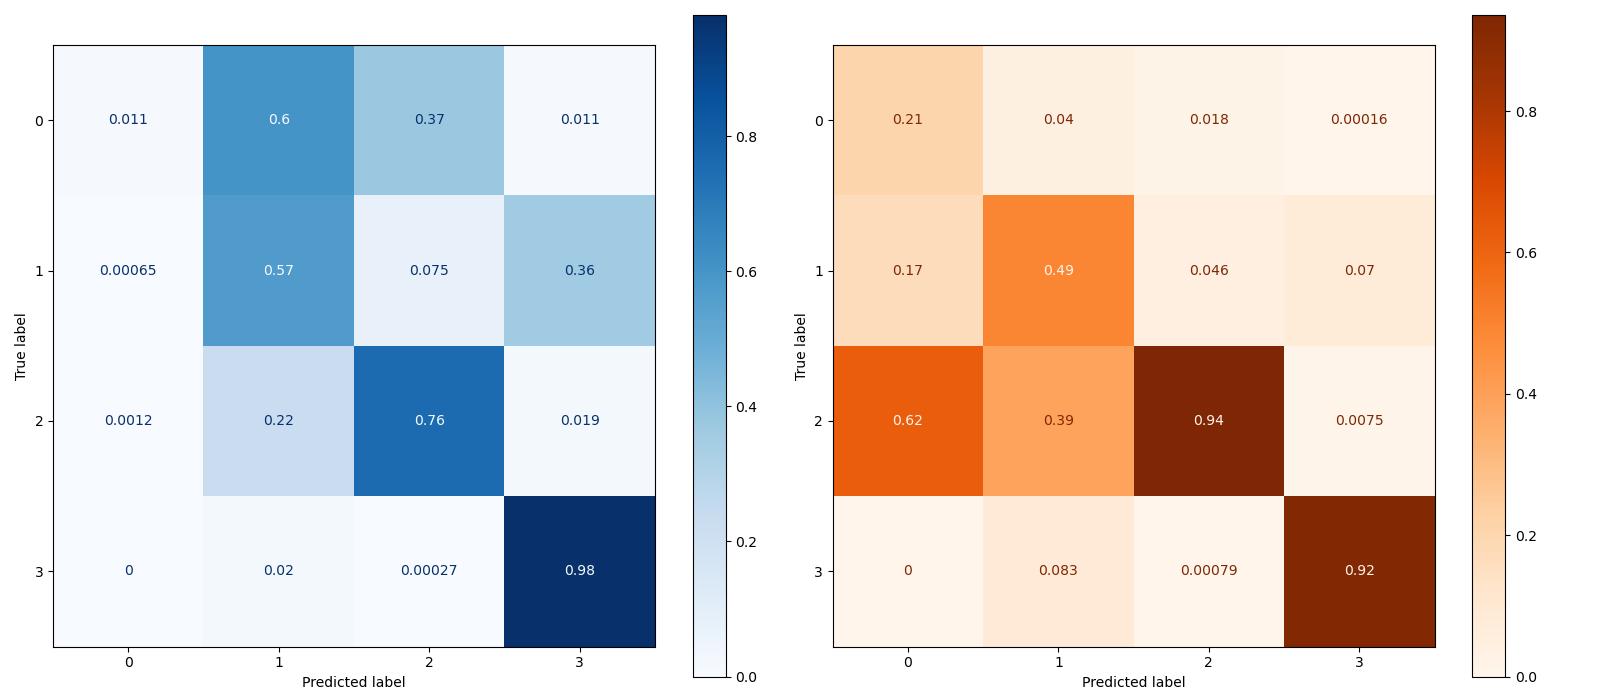 0 0.011 0.6 0.37 0.011
1 0.00065 0.57 0.075 0.36
2 0.0012 0.22 0.76 0.019
3 0 0.02 0.00027 0.98
0 1 2 3
Predicted label
True label
0.8
0.6
0.4
0.2
0.0
0 0.21 0.04 0.018 0.00016
1 0.17 0.49 0.046 0.07
2 0.62 0.39 0.94 0.0075
3 0 0.083 0.00079 0.92
0 1 2 3
Predicted label
True label
0.8
0.6
0.4
0.2
0.0